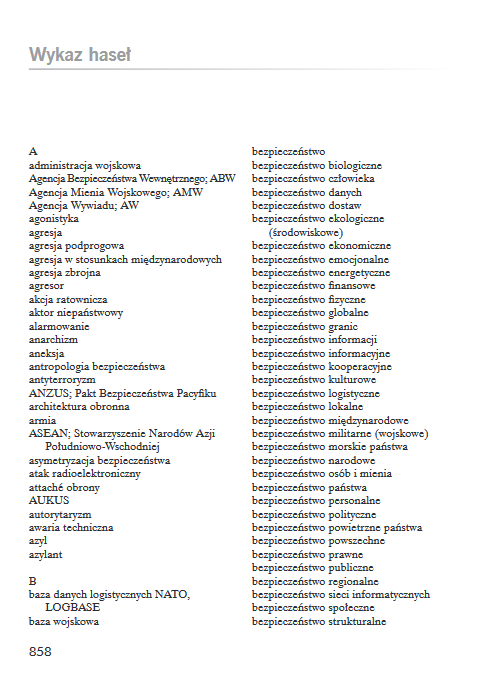 Wykaz haseł
A
administracja wojskowa
Agencja Bezpieczeństwa Wewnętrznego; ABW
Agencja Mienia Wojskowego; AMW
Agencja Wywiadu; AW
agonistyka
agresja
agresja podprogowa
agresja w stosunkach międzynarodowych
agresja zbrojna
agresor
akcja ratownicza
aktor niepaństwowy
alarmowanie
anarchizm
aneksja
antropologia bezpieczeństwa
antyterroryzm
ANZUS; Pakt Bezpieczeństwa Pacyfiku
architektura obronna
armia
ASEAN; Stowarzyszenie Narodów Azji
Południowo-Wschodniej
asymetryzacja bezpieczeństwa
atak radioelektroniczny
attaché obrony
AUKUS
autorytaryzm
awaria techniczna
azyl
azylant
B
baza danych logistycznych NATO,
LOGBASE
baza wojskowa
bezpieczeństwo
bezpieczeństwo biologiczne
bezpieczeństwo człowieka
bezpieczeństwo danych
bezpieczeństwo dostaw
bezpieczeństwo ekologiczne
(środowiskowe)
bezpieczeństwo ekonomiczne
bezpieczeństwo emocjonalne
bezpieczeństwo energetyczne
bezpieczeństwo finansowe
bezpieczeństwo fizyczne
bezpieczeństwo globalne
bezpieczeństwo granic
bezpieczeństwo informacji
bezpieczeństwo informacyjne
bezpieczeństwo kooperacyjne
bezpieczeństwo kulturowe
bezpieczeństwo logistyczne
bezpieczeństwo lokalne
bezpieczeństwo międzynarodowe
bezpieczeństwo militarne (wojskowe)
bezpieczeństwo morskie państwa
bezpieczeństwo narodowe
bezpieczeństwo osób i mienia
bezpieczeństwo państwa
bezpieczeństwo personalne
bezpieczeństwo polityczne
bezpieczeństwo powietrzne państwa
bezpieczeństwo powszechne
bezpieczeństwo prawne
bezpieczeństwo publiczne
bezpieczeństwo regionalne
bezpieczeństwo sieci informatycznych
bezpieczeństwo społeczne
bezpieczeństwo strukturalne
858